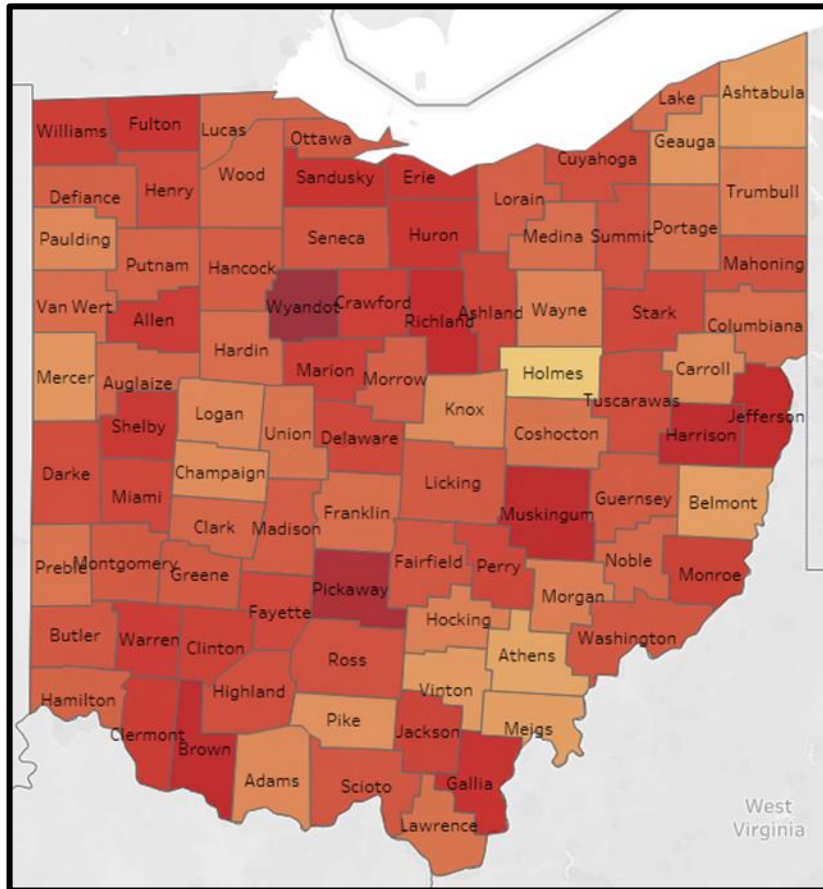 Ashtabula
Lake
Williams
Fulton
Lucas
Ottawa
Geauga
Cuyahoga
Wood
Sandusky
Erie
Henry
Defiance
Lorain
Trumbull
Portage
Huron
Medina
Summit
Seneca
Paulding
Putnam
Hancock
Mahoning
Wyandot
Crawford
Richland
Ashland
Wayne
Stark
Van Wert
Allen
Columbiana
Hardin
Marion
Morrow
Holmes
Carroll
Mercer
Auglaize
Tuscarawas
Jefferson
Logan
Knox
Shelby
Union
Delaware
Coshocton
Harrison
Champaign
Darke
Licking
Miami
Guernsey
Belmont
Franklin
Muskingum
Clark
Madison
Preble
Montgomery
Greene
Fairfield
Perry
Noble
Monroe
Pickaway
Morgan
Fayette
Hocking
Butler
Warren
Clinton
Washington
Ross
Athens
Highland
Vinton
Hamilton
Pike
Meigs
Clermont
Brown
Jackson
Adams
Scioto
Gallia
Lawrence
West
Virginia